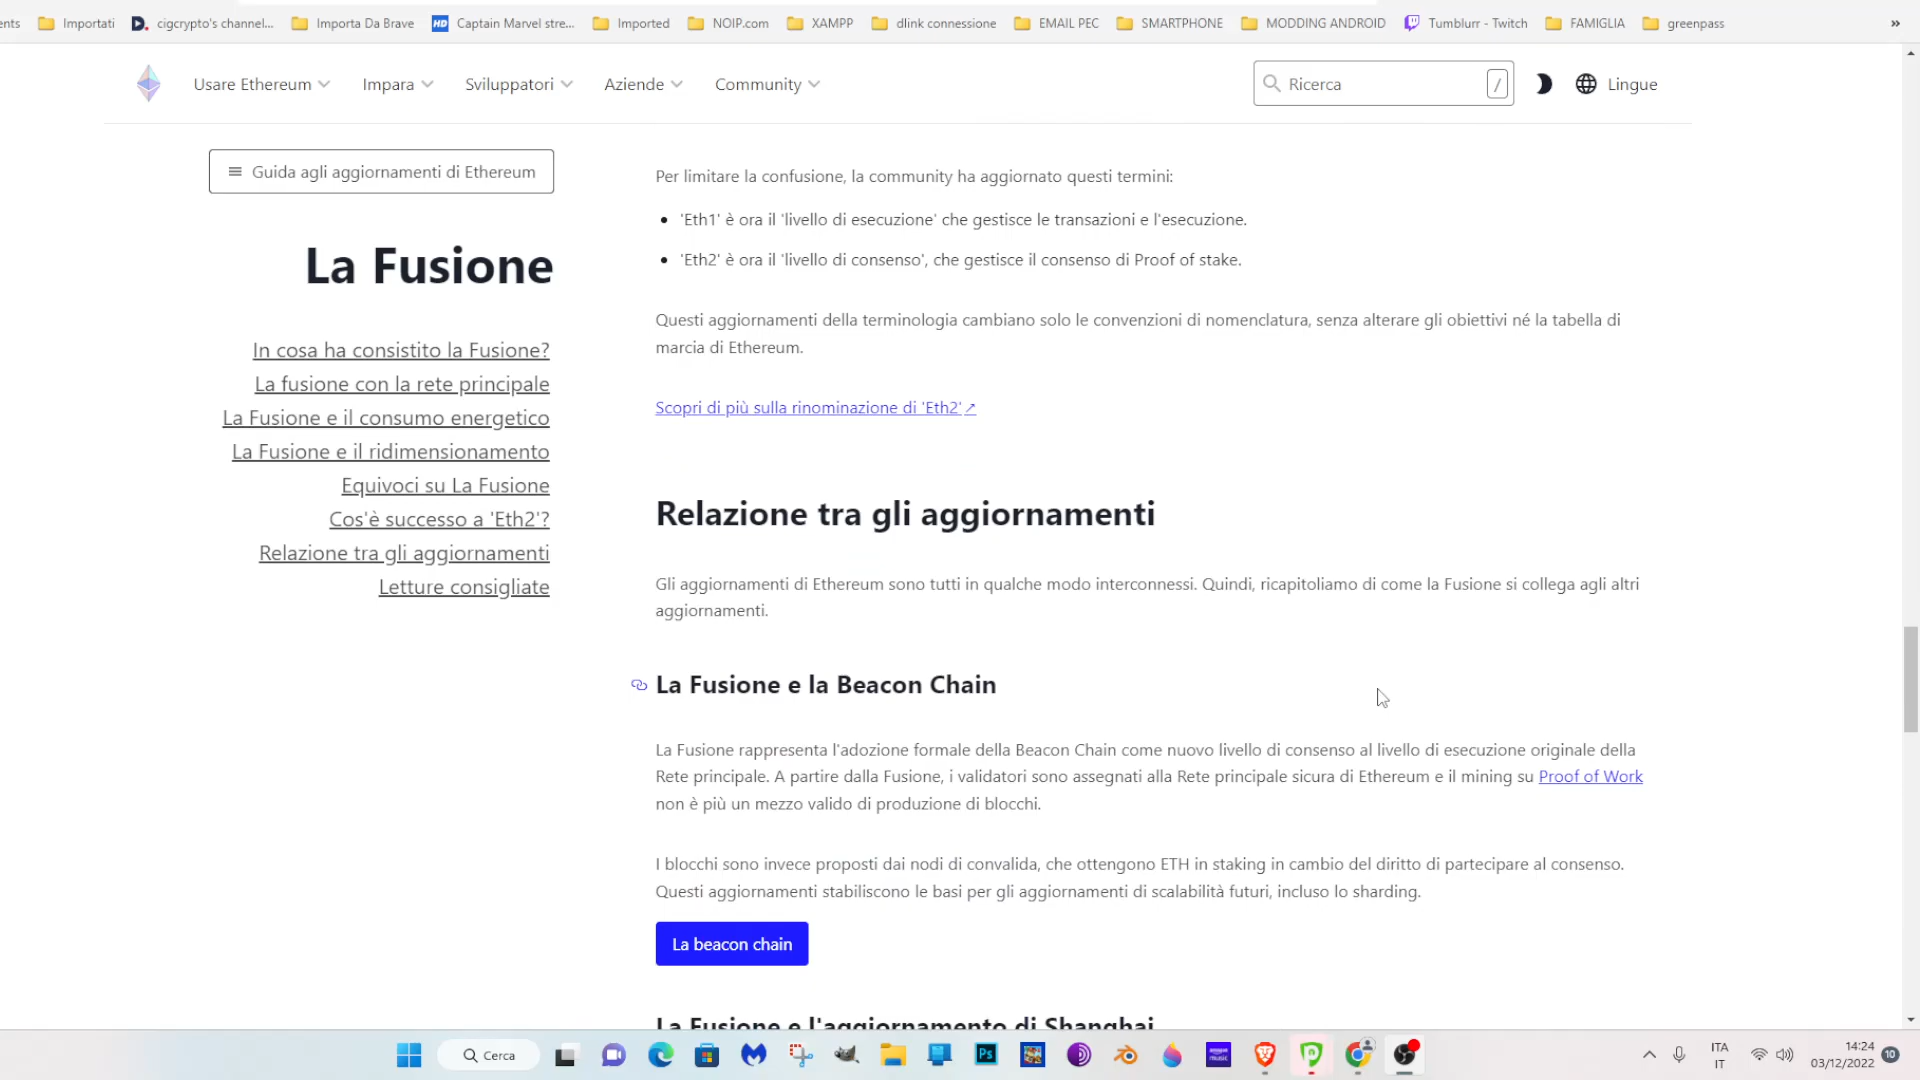 ents
Importati
cigcrypto's channel...
Importa Da Brave
HD
Captain Marvel stre...
Imported
NOIP.com
XAMPP
dlink connessione
EMAIL PEC
SMARTPHONE
MODDING ANDROID
Tumblurr - Twitch
FAMIGLIA
greenpass
»
Usare Ethereum
Impara
Sviluppatori
Aziende
Community
Ricerca
/
Lingue
Guida agli aggiornamenti di Ethereum
La Fusione
In cosa ha consistito la Fusione?
La fusione con la rete principale
La Fusione e il consumo energetico
La Fusione e il ridimensionamento
Equivoci su La Fusione
Cos'è successo a 'Eth2'?
Relazione tra gli aggiornamenti
Letture consigliate
Per limitare la confusione, la community ha aggiornato questi termini:
• 'Eth1' è ora il 'livello di esecuzione' che gestisce le transazioni e l'esecuzione.
• 'Eth2' è ora il 'livello di consenso', che gestisce il consenso di Proof of stake.
Questi aggiornamenti della terminologia cambiano solo le convenzioni di nomenclatura, senza alterare gli obiettivi né la tabella di
marcia di Ethereum.
Scopri di più sulla rinominazione di 'Eth2' ↗
Relazione tra gli aggiornamenti
Gli aggiornamenti di Ethereum sono tutti in qualche modo interconnessi. Quindi, ricapitoliamo di come la Fusione si collega agli altri
aggiornamenti.
La Fusione e la Beacon Chain
La Fusione rappresenta l'adozione formale della Beacon Chain come nuovo livello di consenso al livello di esecuzione originale della
Rete principale. A partire dalla Fusione, i validatori sono assegnati alla Rete principale sicura di Ethereum e il mining su Proof of Work
non è più un mezzo valido di produzione di blocchi.
I blocchi sono invece proposti dai nodi di convalida, che ottengono ETH in staking in cambio del diritto di partecipare al consenso.
Questi aggiornamenti stabiliscono le basi per gli aggiornamenti di scalabilità futuri, incluso lo sharding.
La beacon chain
La Fusione e l'aggiornamento di Shanghai
Cerca
Ps
music
ITA
IT
14:24
03/12/2022
10